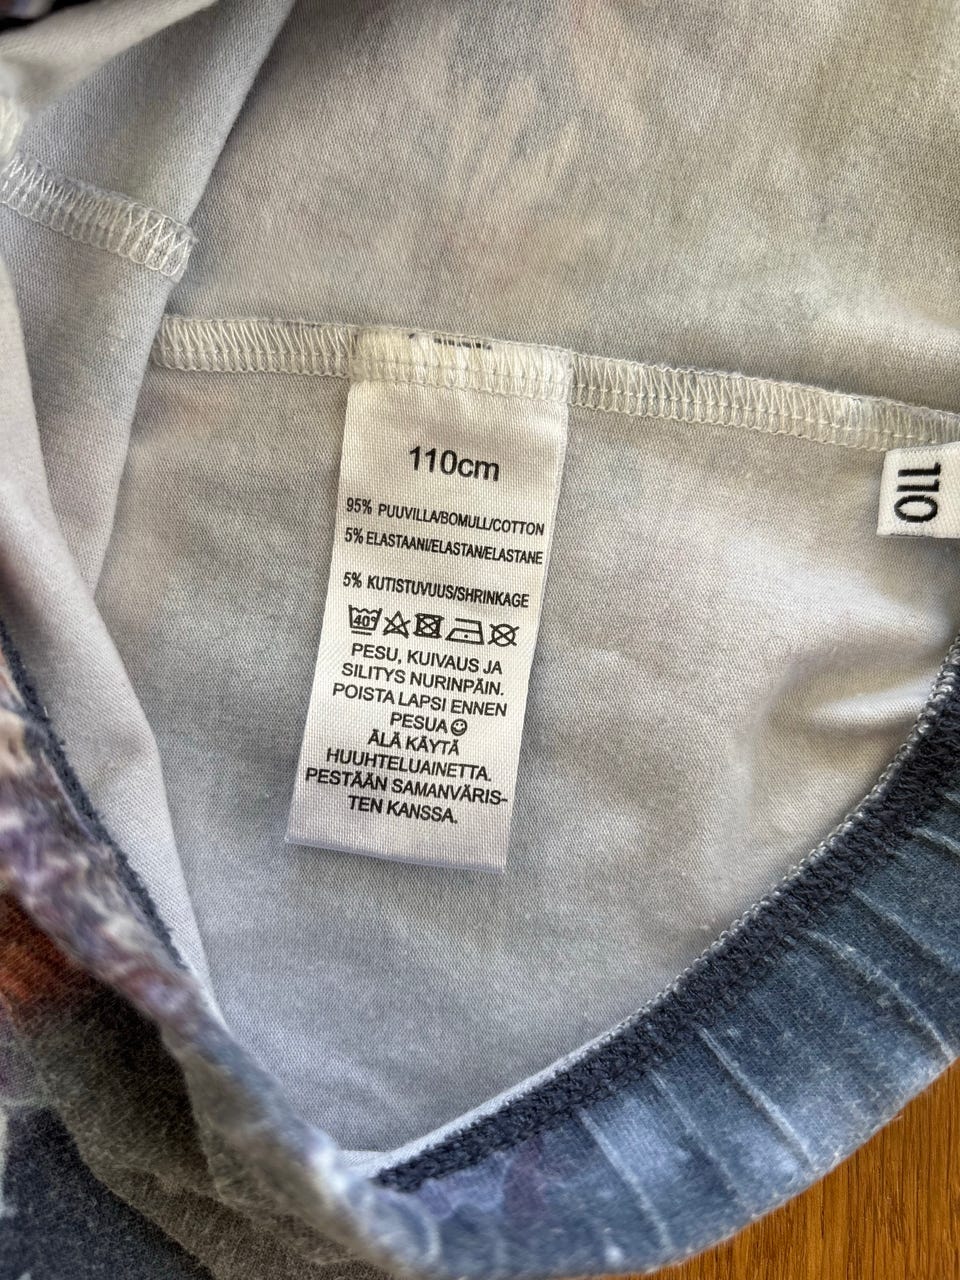 110cm
95% PUUVILLA/BOMULL/COTTON
5% ELASTAANI/ELASTAN/ELASTANE
5% KUTISTUVUUS/SHRINKAGE
40°
PESU, KUIVAUS JA
SILITYS NURINPÄIN.
POISTA LAPSI ENNEN
PESUA☺
ÄLÄ KÄYTÄ
HUUHTELUAINETTA.
PESTÄÄN SAMANVÄRIS-
TEN KANSSA.
110